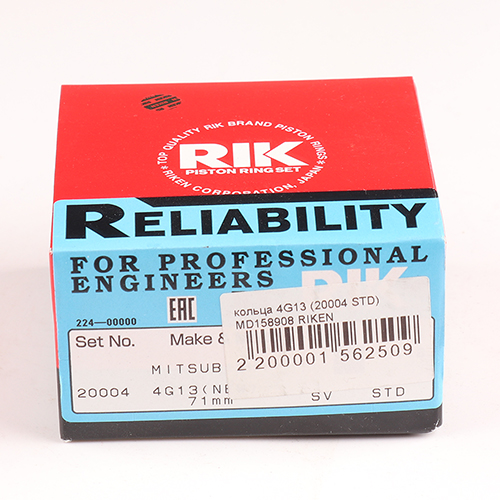 TOP QUALITY RIK BRAND PISTON RINGS
RIK
PISTON RING SET
RIKEN CORPORATION, JAPAN
RELIABILITY
FOR PROFESSIONAL
ENGINEERS
RIK
224-00000
EAC
кольца 4G13 (20004 STD)
MD158908 RIKEN
2 200001 562509
Set No. Make &
MITSUB
20004 4G13(NE
71mm SV STD